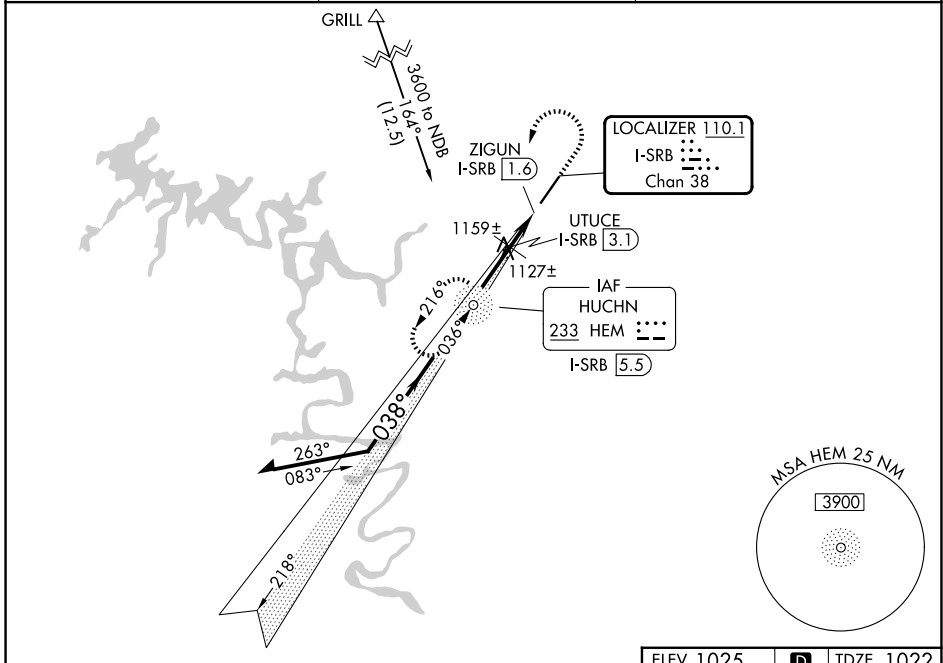 GRILL
3600 to NDB
164°
(12.5)
ZIGUN
I-SRB 1.6
LOCALIZER 110.1
I-SRB
Chan 38
1159±
UTUCE
I-SRB 3.1
1127±
IAF
HUCHN
233 HEM
I-SRB 5.5
216°
036°
038°
263°
083°
218°
MSA HEM 25 NM
3900
ELEV 1025
D
TDZE 1022